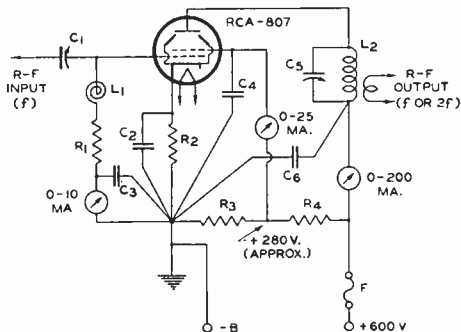 RCA-807
C1
R-F
INPUT
(f)
L1
C4
C5
L2
R-F
OUTPUT
(f OR 2f)
R1
C2
R2
0-25
MA.
C3
C6
0-10
MA
0-200
MA.
R3
R4
+280 V.
(APPROX.)
F
-B
+600 V